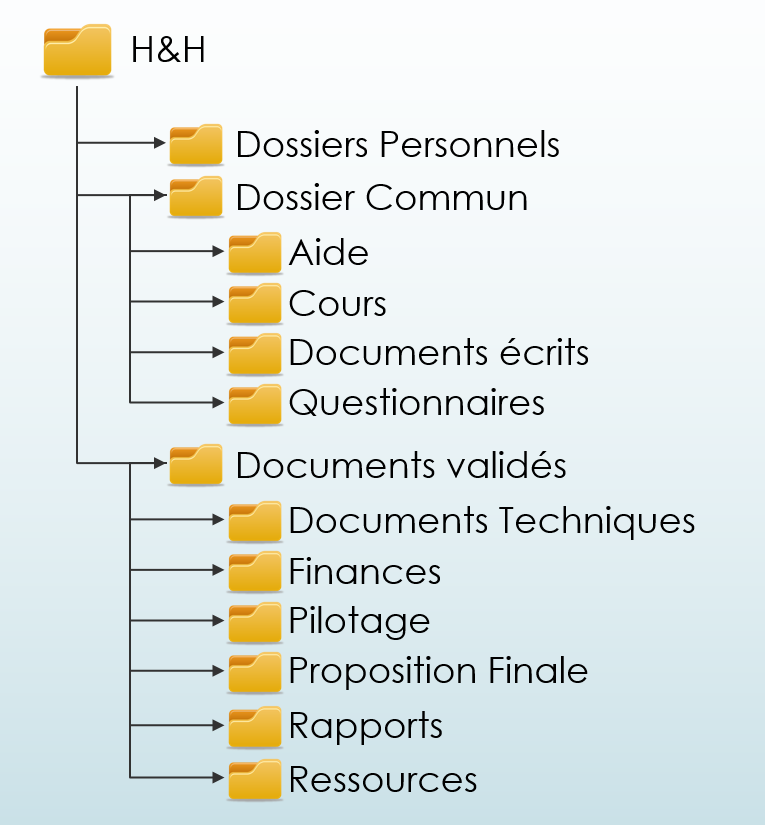 H&H
Dossiers Personnels
Dossier Commun
Aide
Cours
Documents écrits
Questionnaires
Documents validés
Documents Techniques
Finances
Pilotage
Proposition Finale
Rapports
Ressources